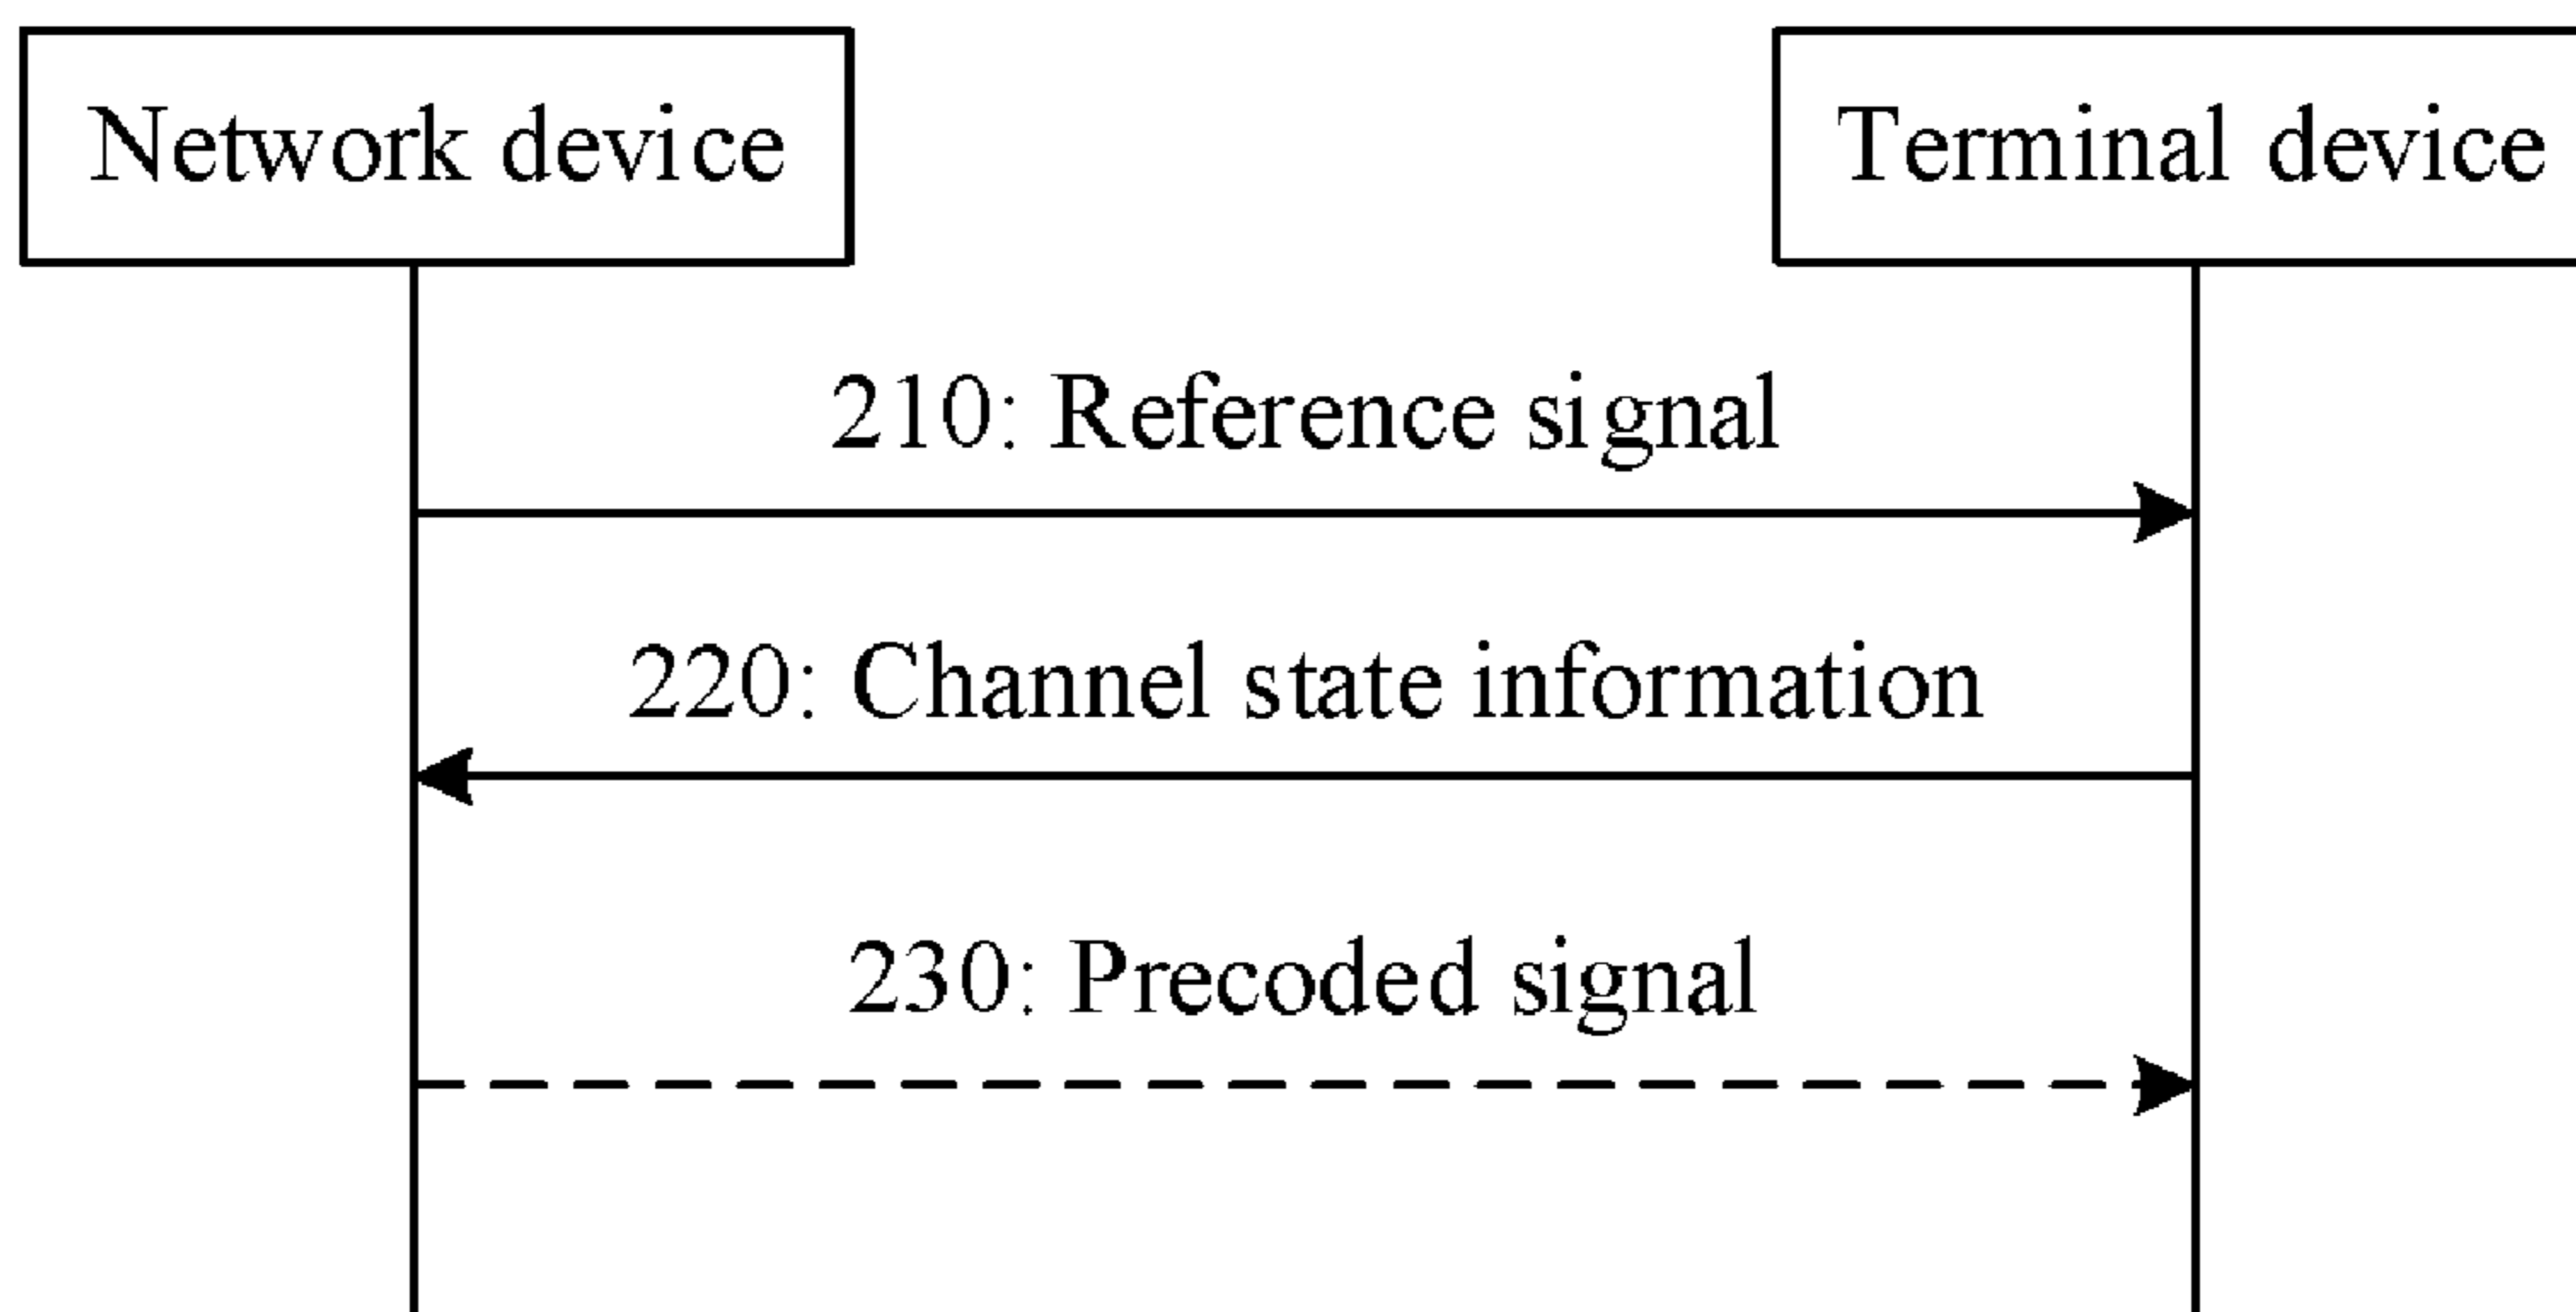 Network device
Terminal device
210: Reference signal
220: Channel state information
230: Precoded signal